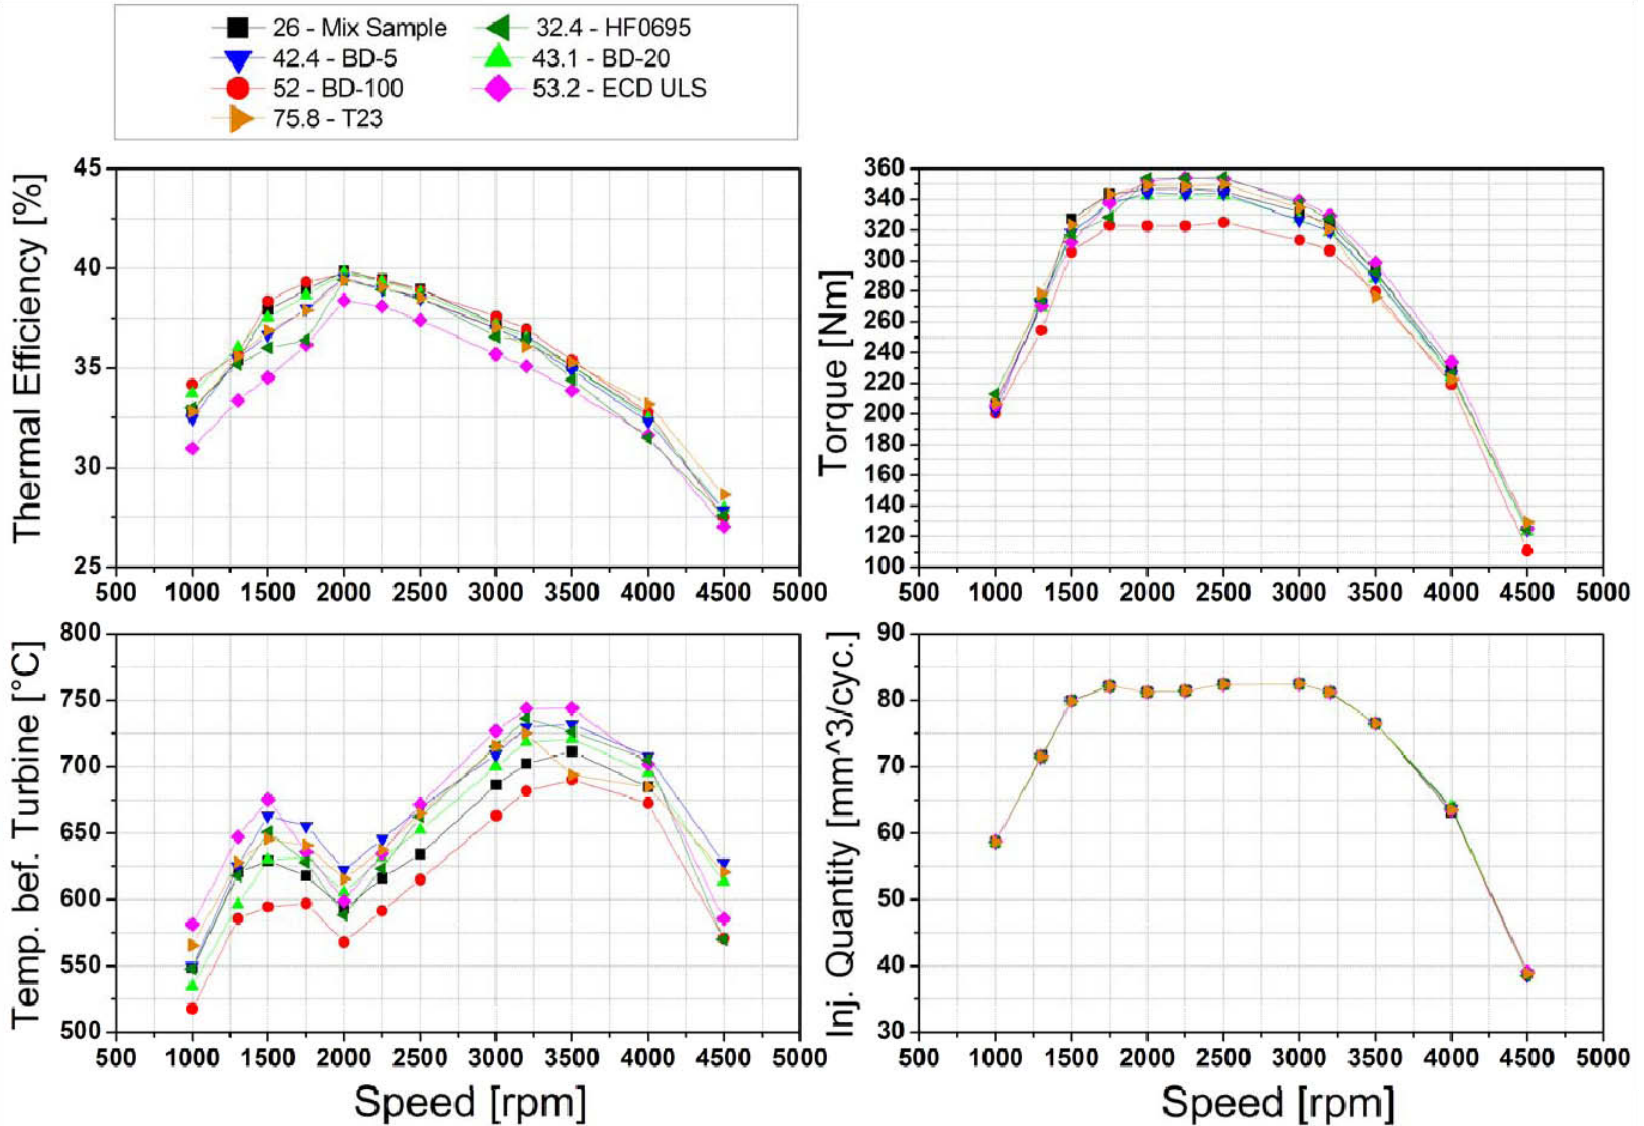 26 - Mix Sample 32.4 - HF0695
42.4 - BD-5 43.1 - BD-20
52 - BD-100 53.2 - ECD ULS
75.8 - T23
Thermal Efficiency [%]
45
40
35
30
25
500 1000 1500 2000 2500 3000 3500 4000 4500 5000
Torque [Nm]
360
340
320
300
280
260
240
220
200
180
160
140
120
100
500 1000 1500 2000 2500 3000 3500 4000 4500 5000
Temp. bef. Turbine [°C]
800
750
700
650
600
550
500
500 1000 1500 2000 2500 3000 3500 4000 4500 5000
Speed [rpm]
Inj. Quantity [mm^3/cyc.]
90
80
70
60
50
40
30
500 1000 1500 2000 2500 3000 3500 4000 4500 5000
Speed [rpm]